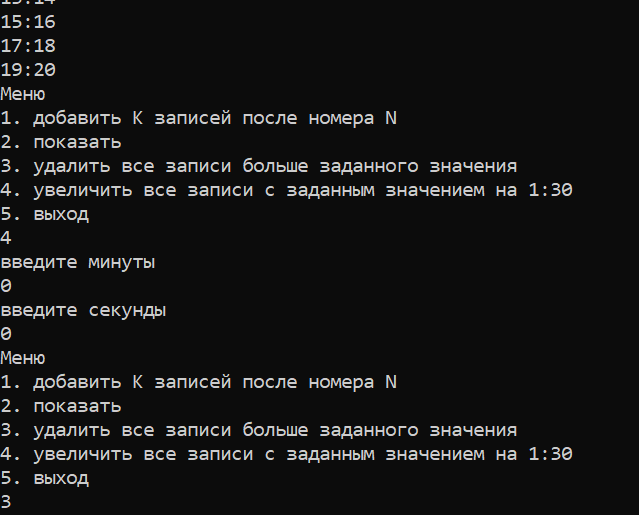 15:16
17:18
19:20
Меню
1. добавить К записей после номера N
2. показать
3. удалить все записи больше заданного значения
4. увеличить все записи с заданным значением на 1:30
5. выход
4
введите минуты
0
введите секунды
0
Меню
1. добавить К записей после номера N
2. показать
3. удалить все записи больше заданного значения
4. увеличить все записи с заданным значением на 1:30
5. выход
3